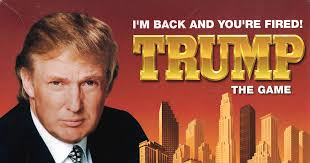 I'M BACK AND YOU'RE FIRED!
TRUMP
THE GAME